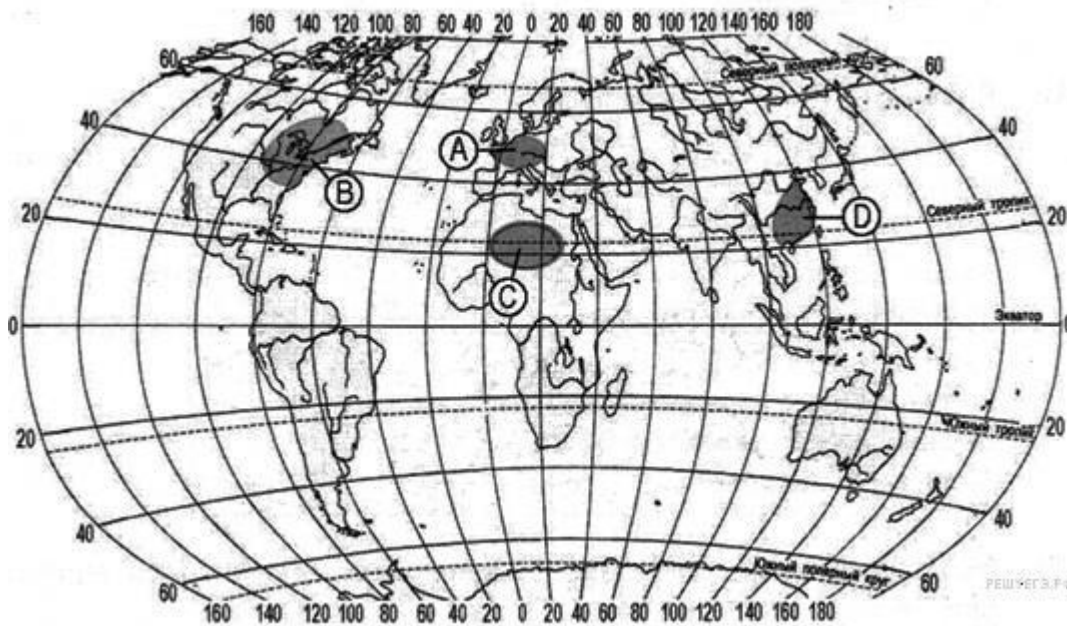 160 140 120 100 80 60 40 20 0 20 40 60 80 100 120 140 160 180
60 Северный полярный 60
40 40
20 Северный тропик 20
0 Экватор 0
20 Южный тропик 20
40 40
60 Южный полярный круг 60
160 140 120 100 80 60 40 20 0 20 40 60 80 100 120 140 160 180
A
B
C
D
РЕШУЕГЭ.РФ